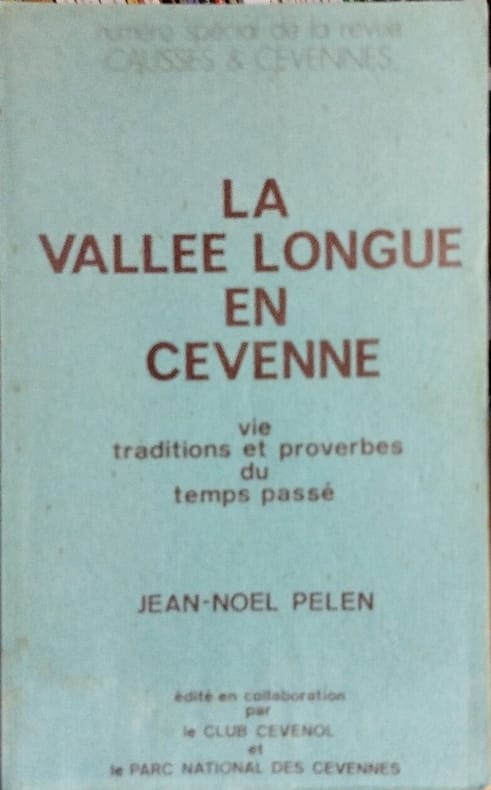 numéro spécial de la revue
CAUSSES & CEVENNES
LA
VALLEE LONGUE
EN
CEVENNE
vie
traditions et proverbes
du
temps passé
JEAN-NOEL PELEN
édité en collaboration
par
le CLUB CEVENOL
et
le PARC NATIONAL DES CEVENNES